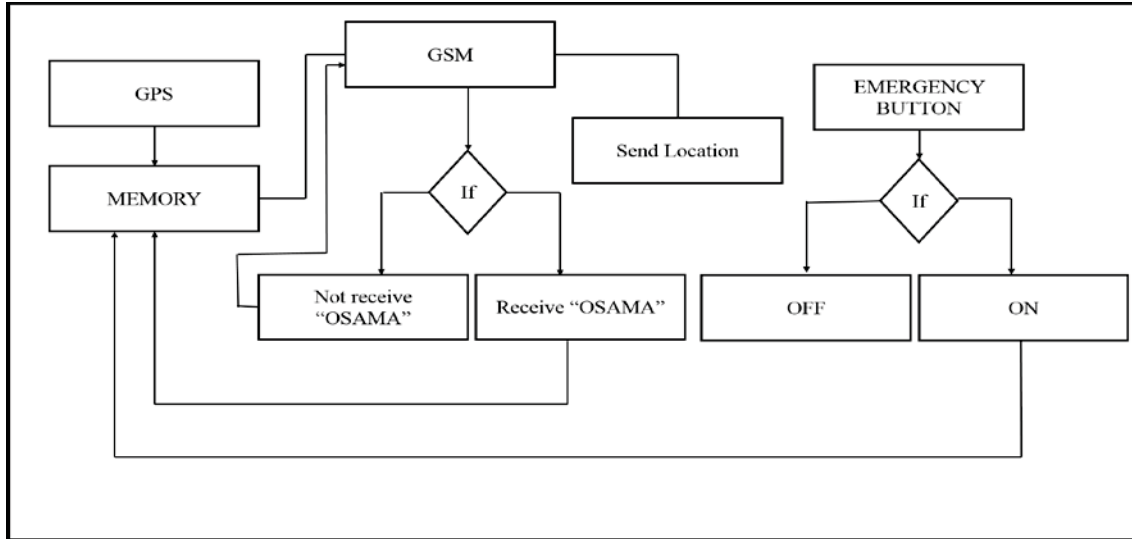 GSM
GPS
EMERGENCY
BUTTON
Send Location
MEMORY
If
If
Not receive
“OSAMA”
Receive “OSAMA”
OFF
ON